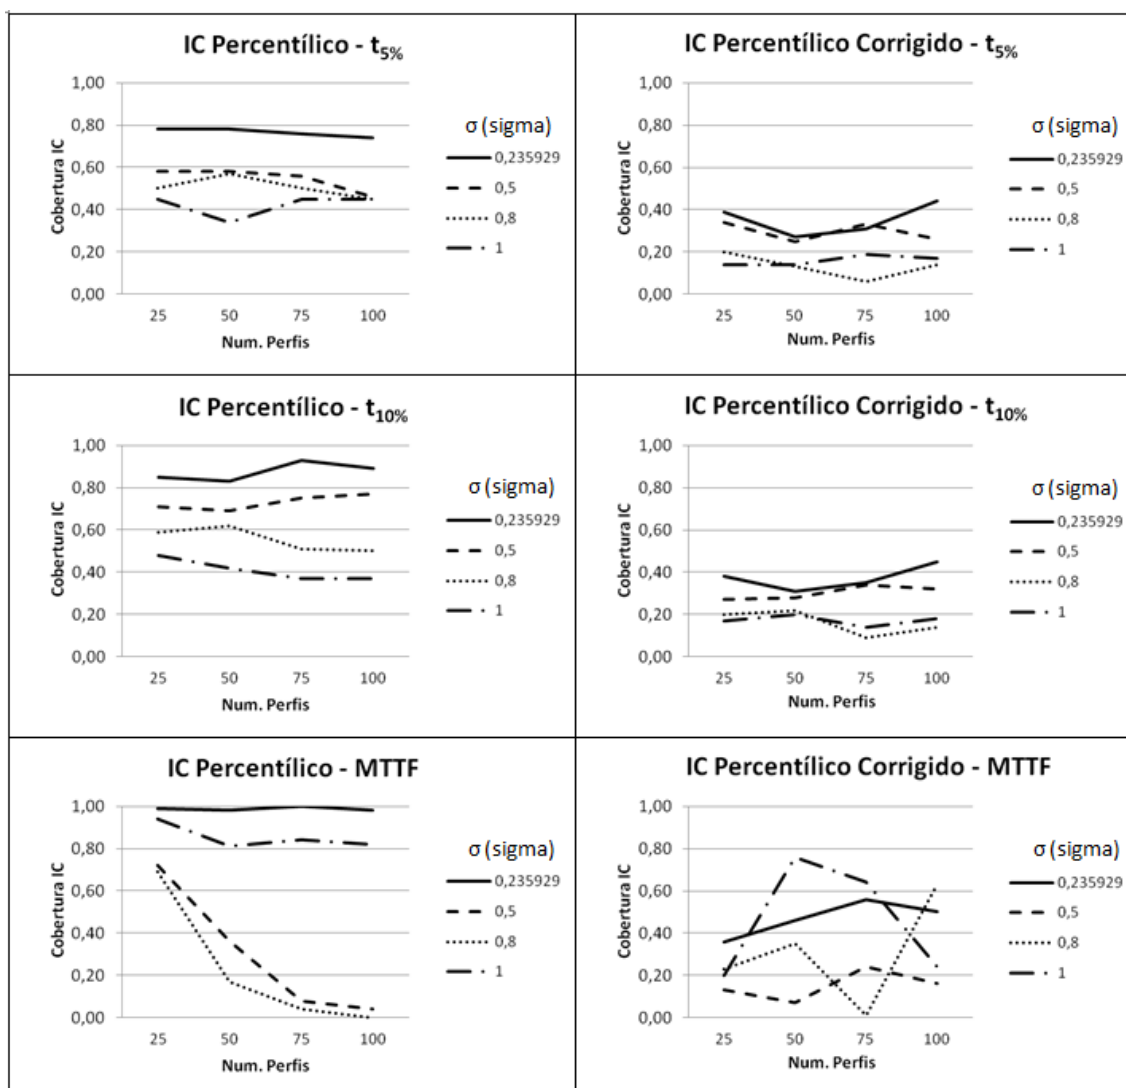 IC Percentílico - t5%
Cobertura IC
1,00
0,80
0,60
0,40
0,20
0,00
25 50 75 100
Num. Perfis
σ (sigma)
0,235929
0,5
0,8
1
IC Percentílico Corrigido - t5%
Cobertura IC
1,00
0,80
0,60
0,40
0,20
0,00
25 50 75 100
Num. Perfis
σ (sigma)
0,235929
0,5
0,8
1
IC Percentílico - t10%
Cobertura IC
1,00
0,80
0,60
0,40
0,20
0,00
25 50 75 100
Num. Perfis
σ (sigma)
0,235929
0,5
0,8
1
IC Percentílico Corrigido - t10%
Cobertura IC
1,00
0,80
0,60
0,40
0,20
0,00
25 50 75 100
Num. Perfis
σ (sigma)
0,235929
0,5
0,8
1
IC Percentílico - MTTF
Cobertura IC
1,00
0,80
0,60
0,40
0,20
0,00
25 50 75 100
Num. Perfis
σ (sigma)
0,235929
0,5
0,8
1
IC Percentílico Corrigido - MTTF
Cobertura IC
1,00
0,80
0,60
0,40
0,20
0,00
25 50 75 100
Num. Perfis
σ (sigma)
0,235929
0,5
0,8
1